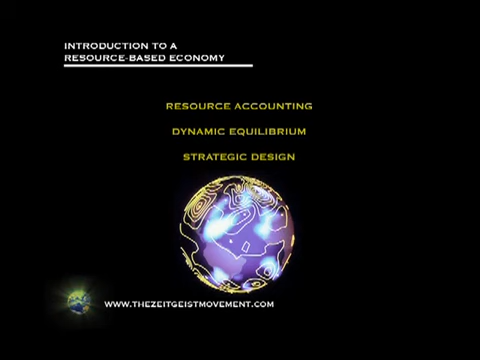 INTRODUCTION TO A
RESOURCE-BASED ECONOMY
RESOURCE ACCOUNTING
DYNAMIC EQUILIBRIUM
STRATEGIC DESIGN
WWW.THEZEITGEISTMOVEMENT.COM